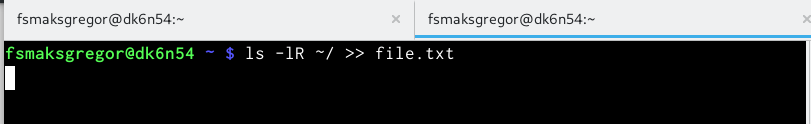 fsmaksgregor@dk6n54:~ × fsmaksgregor@dk6n54:~ ×
fsmaksgregor@dk6n54 ~ $ ls -lR ~/ >> file.txt